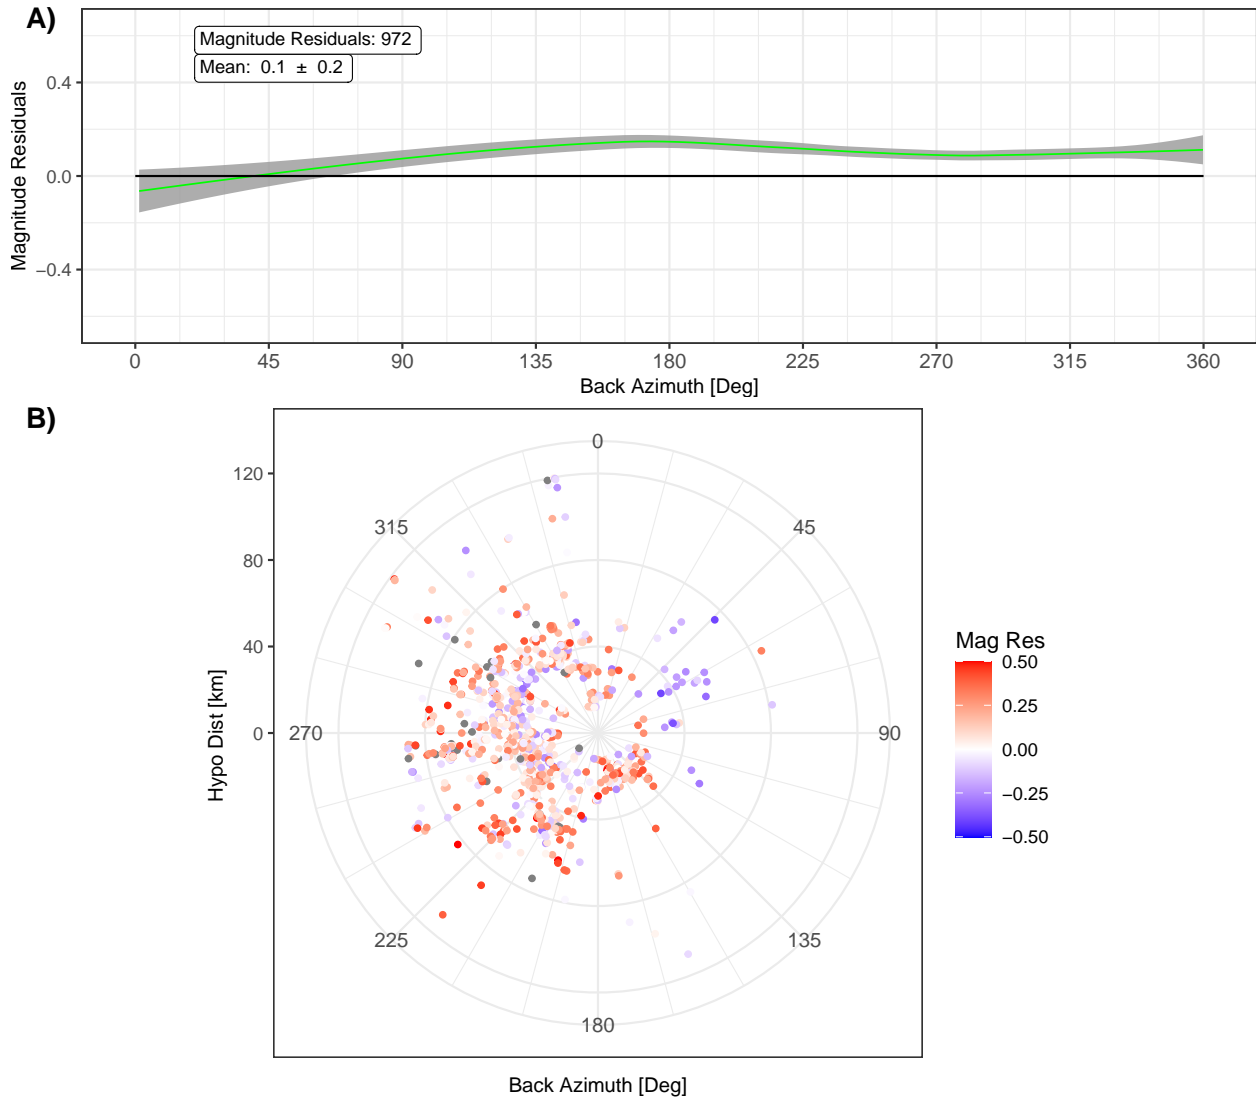 A)
Magnitude Residuals: 972
Mean:  0.1  ±  0.2
Magnitude Residuals
0.4
0.0
−0.4
0 45 90 135 180 225 270 315 360
Back Azimuth [Deg]
B)
Hypo Dist [km]
120
80
40
0
0
45
90
135
180
225
270
315
Back Azimuth [Deg]
Mag Res
0.50
0.25
0.00
−0.25
−0.50